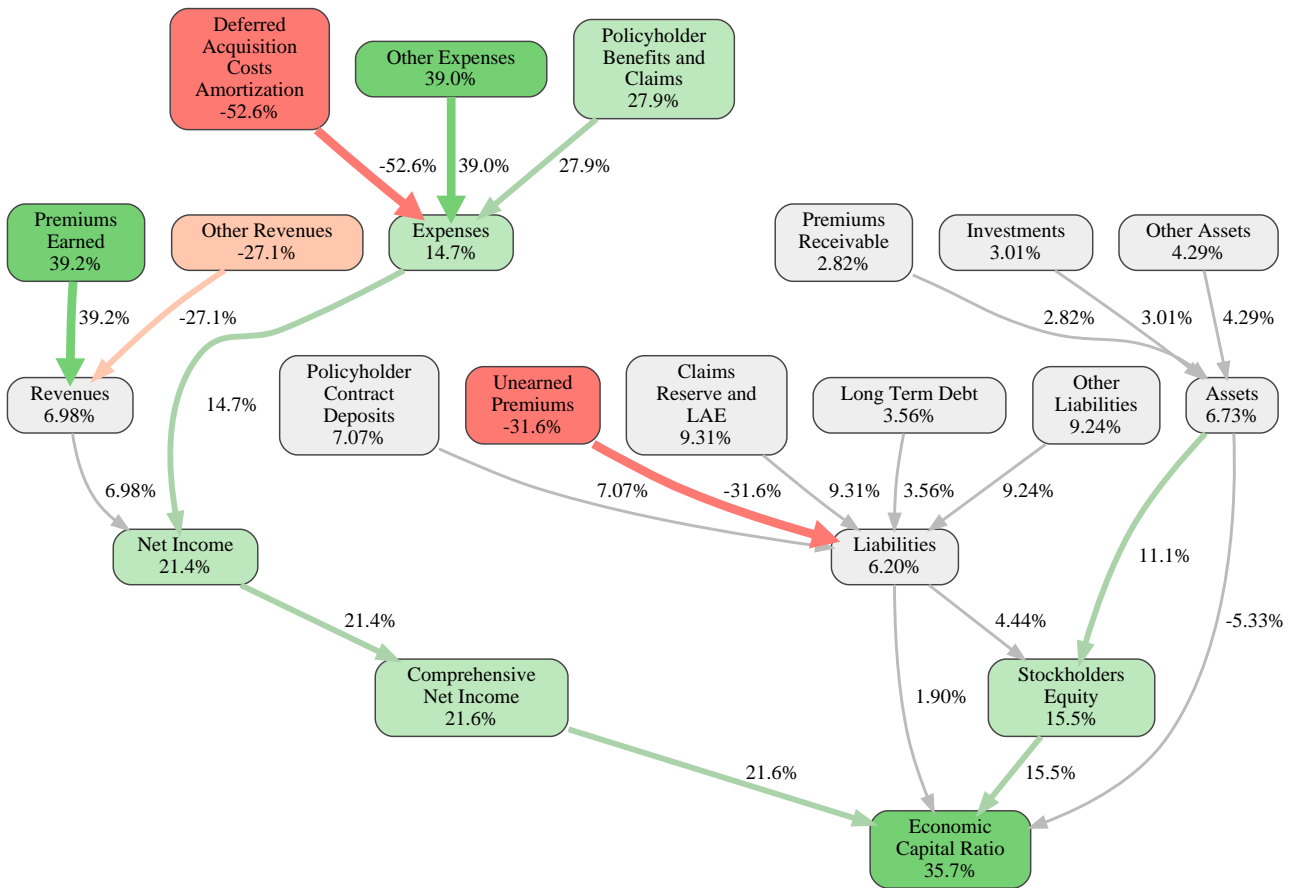 Deferred
Acquisition
Costs
Amortization
-52.6%
Other Expenses
39.0%
Policyholder
Benefits and
Claims
27.9%
-52.6%
39.0%
27.9%
Premiums
Earned
39.2%
Other Revenues
-27.1%
Expenses
14.7%
Premiums
Receivable
2.82%
Investments
3.01%
Other Assets
4.29%
39.2%
-27.1%
2.82%
3.01%
4.29%
Revenues
6.98%
14.7%
Policyholder
Contract
Deposits
7.07%
Unearned
Premiums
-31.6%
Claims
Reserve and
LAE
9.31%
Long Term Debt
3.56%
Other
Liabilities
9.24%
Assets
6.73%
6.98%
7.07%
-31.6%
9.31%
3.56%
9.24%
Net Income
21.4%
Liabilities
6.20%
11.1%
21.4%
4.44%
-5.33%
Comprehensive
Net Income
21.6%
1.90%
Stockholders
Equity
15.5%
21.6%
15.5%
Economic
Capital Ratio
35.7%